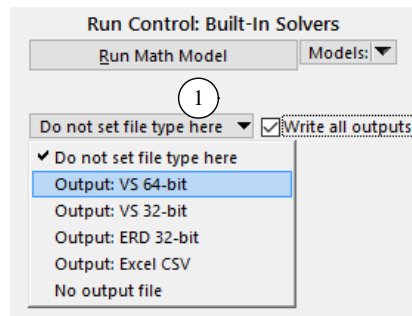 Run Control: Built-In Solvers
Run Math Model Models:
1
Do not set file type here Write all outputs
Do not set file type here
Output: VS 64-bit
Output: VS 32-bit
Output: ERD 32-bit
Output: Excel CSV
No output file